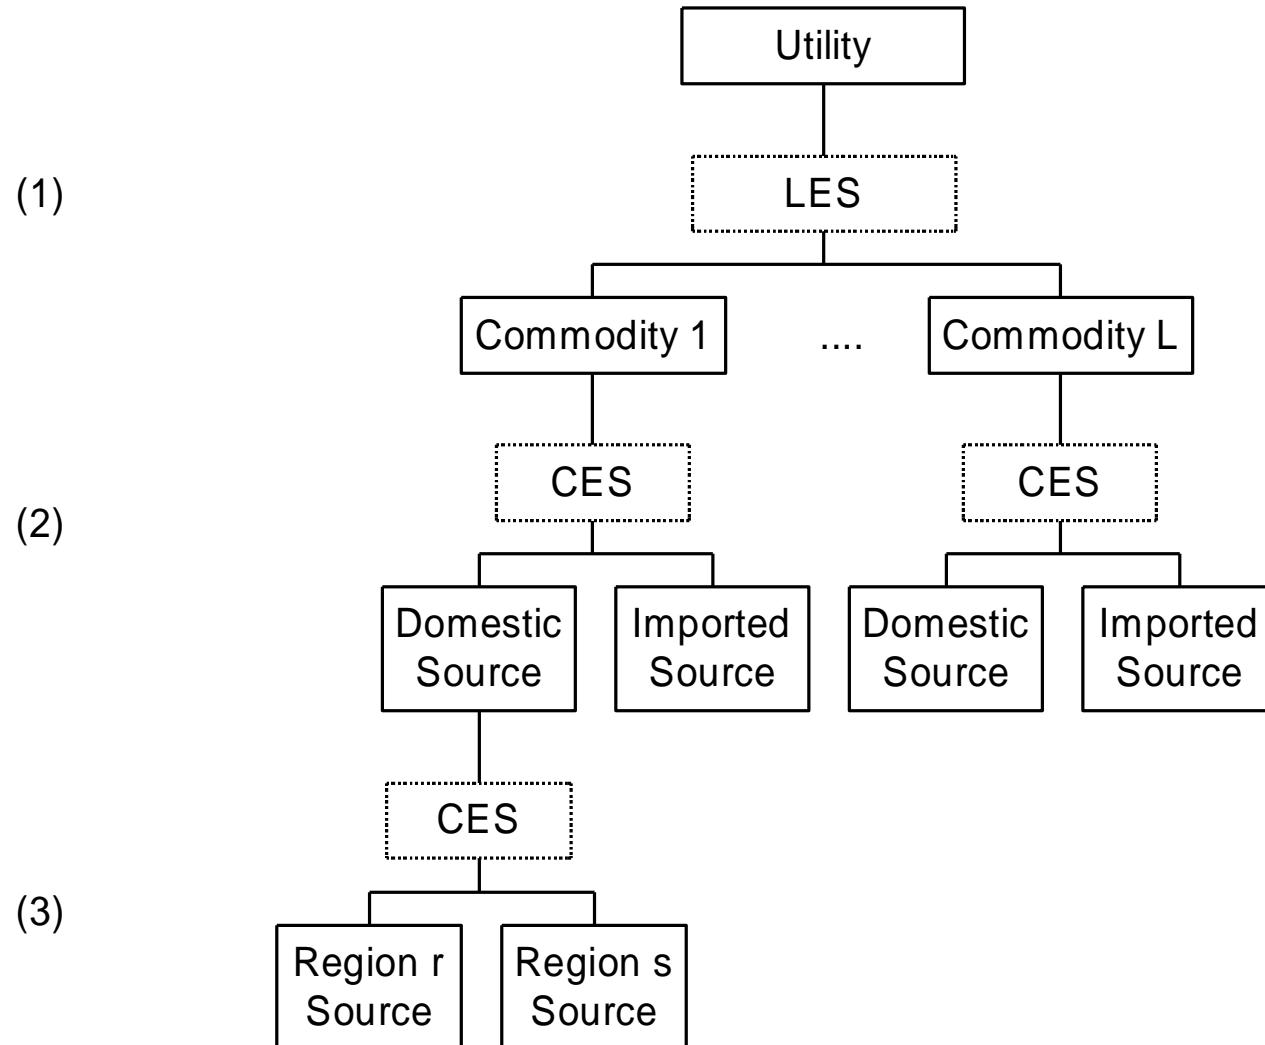 Utility
(1)
LES
Commodity 1
....
Commodity L
CES
CES
(2)
Domestic
Source
Imported
Source
Domestic
Source
Imported
Source
CES
(3)
Region r
Source
Region s
Source